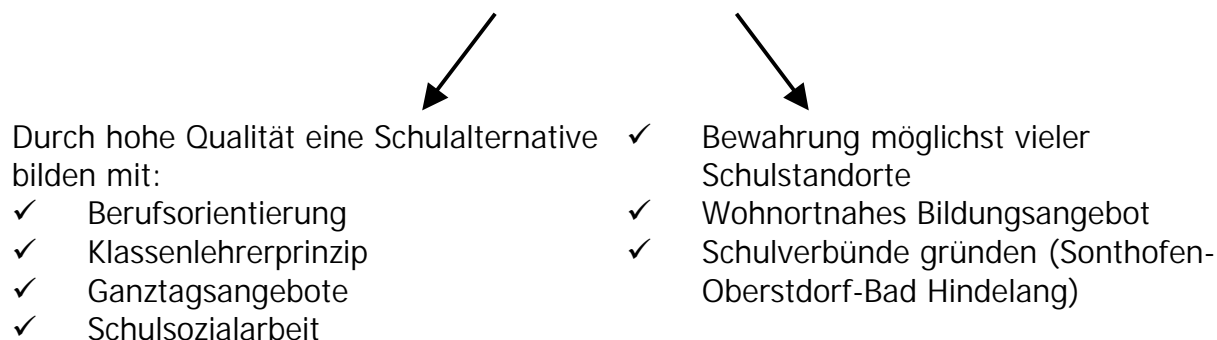 Durch hohe Qualität eine Schulalternative
bilden mit:
✓ Berufsorientierung
✓ Klassenlehrerprinzip
✓ Ganztagsangebote
✓ Schulsozialarbeit
✓ Bewahrung möglichst vieler
Schulstandorte
✓ Wohnortnahes Bildungsangebot
✓ Schulverbünde gründen (Sonthofen-
Oberstdorf-Bad Hindelang)